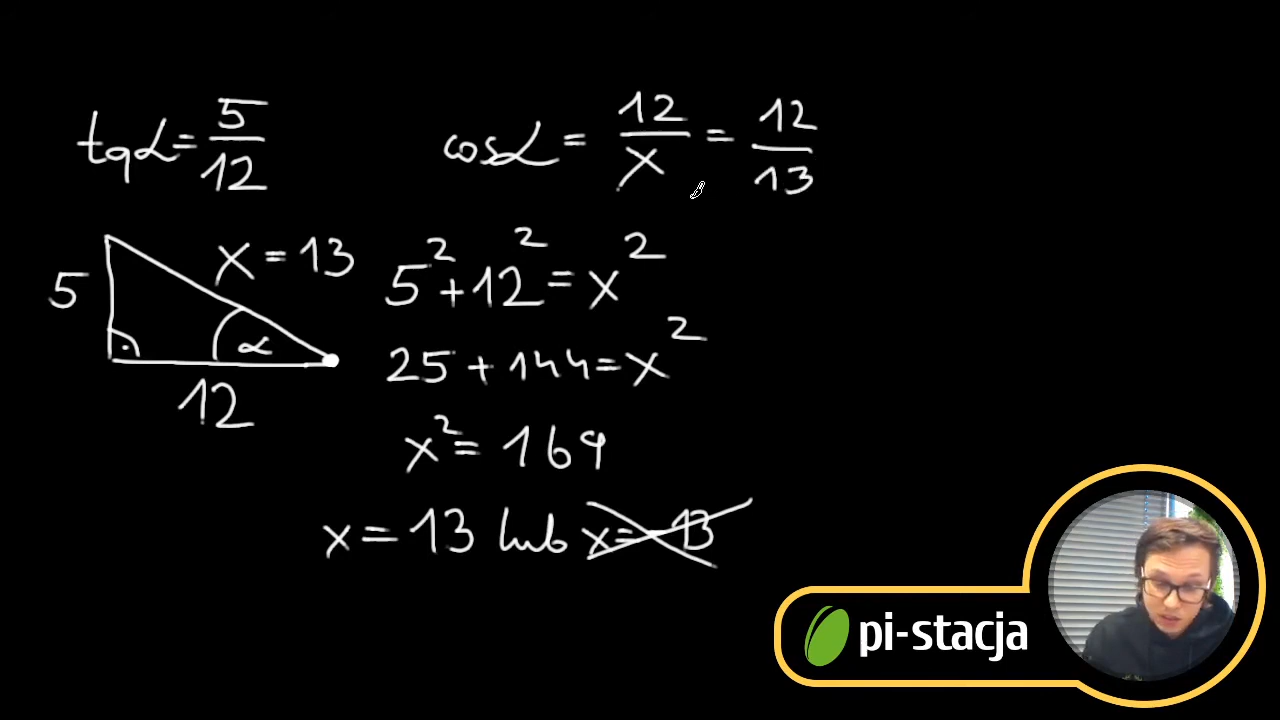 tgα = 5/12
cosα = 12/x = 12/13
x = 13
5
α
12
5² + 12² = x²
25 + 144 = x²
x² = 169
x = 13 lub x = -13
pi-stacja